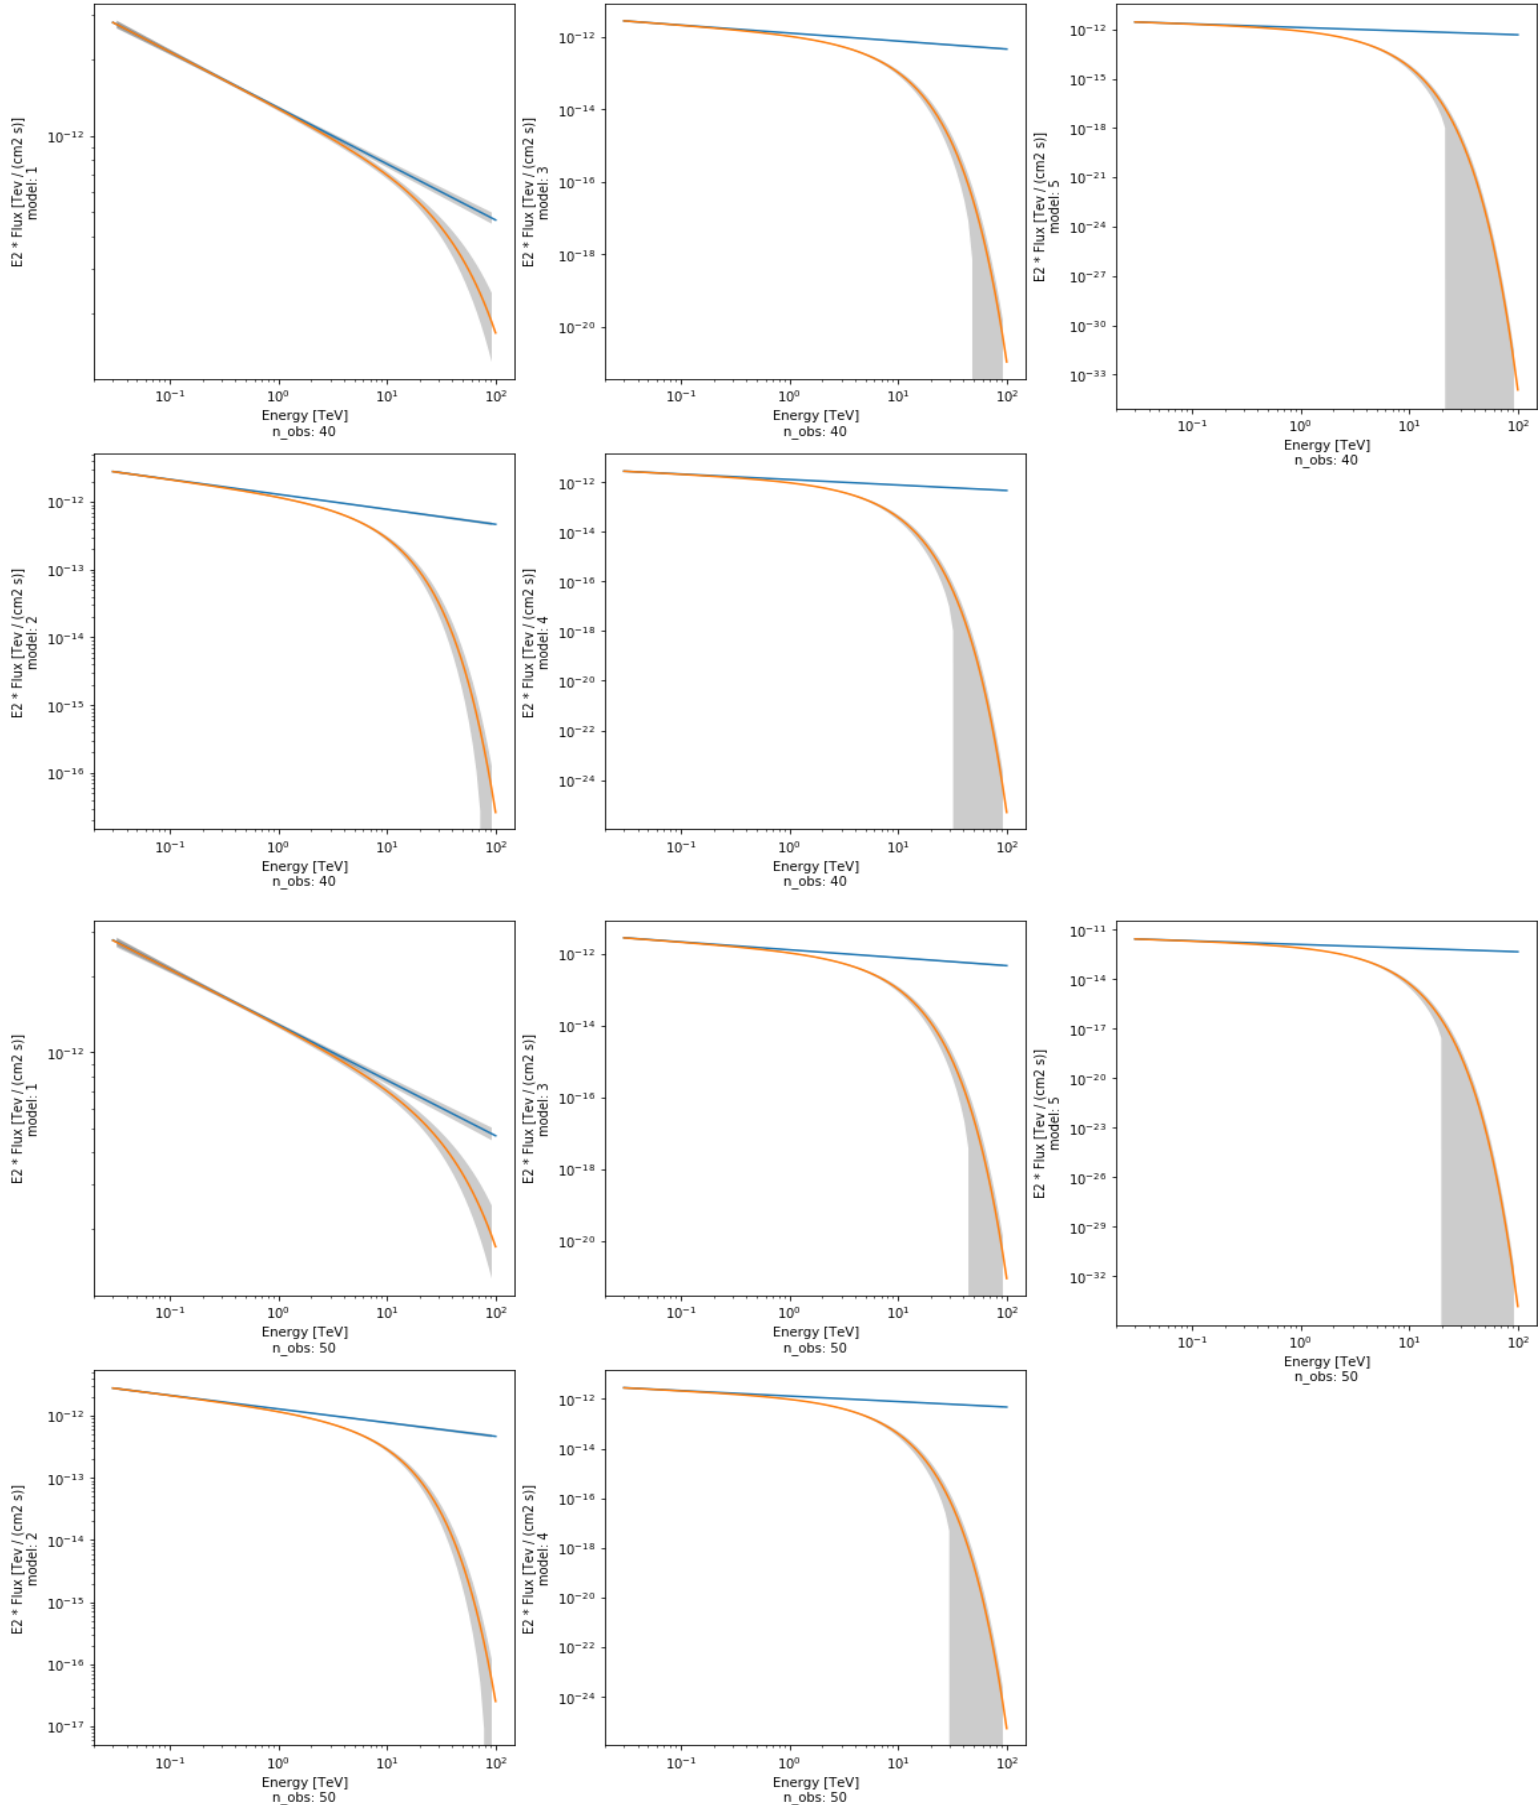 E2 * Flux [Tev / (cm2 s)]
model: 1
10⁻¹²
10⁻¹ 10⁰ 10¹ 10²
Energy [TeV]
n_obs: 40
E2 * Flux [Tev / (cm2 s)]
model: 3
10⁻¹²
10⁻¹⁴
10⁻¹⁶
10⁻¹⁸
10⁻²⁰
10⁻¹ 10⁰ 10¹ 10²
Energy [TeV]
n_obs: 40
E2 * Flux [Tev / (cm2 s)]
model: 5
10⁻¹²
10⁻¹⁵
10⁻¹⁸
10⁻²¹
10⁻²⁴
10⁻²⁷
10⁻³⁰
10⁻³³
10⁻¹ 10⁰ 10¹ 10²
Energy [TeV]
n_obs: 40
E2 * Flux [Tev / (cm2 s)]
model: 2
10⁻¹²
10⁻¹³
10⁻¹⁴
10⁻¹⁵
10⁻¹⁶
10⁻¹ 10⁰ 10¹ 10²
Energy [TeV]
n_obs: 40
E2 * Flux [Tev / (cm2 s)]
model: 4
10⁻¹²
10⁻¹⁴
10⁻¹⁶
10⁻¹⁸
10⁻²⁰
10⁻²²
10⁻²⁴
10⁻¹ 10⁰ 10¹ 10²
Energy [TeV]
n_obs: 40
E2 * Flux [Tev / (cm2 s)]
model: 1
10⁻¹²
10⁻¹ 10⁰ 10¹ 10²
Energy [TeV]
n_obs: 50
E2 * Flux [Tev / (cm2 s)]
model: 3
10⁻¹²
10⁻¹⁴
10⁻¹⁶
10⁻¹⁸
10⁻²⁰
10⁻¹ 10⁰ 10¹ 10²
Energy [TeV]
n_obs: 50
E2 * Flux [Tev / (cm2 s)]
model: 5
10⁻¹¹
10⁻¹⁴
10⁻¹⁷
10⁻²⁰
10⁻²³
10⁻²⁶
10⁻²⁹
10⁻³²
10⁻¹ 10⁰ 10¹ 10²
Energy [TeV]
n_obs: 50
E2 * Flux [Tev / (cm2 s)]
model: 2
10⁻¹²
10⁻¹³
10⁻¹⁴
10⁻¹⁵
10⁻¹⁶
10⁻¹⁷
10⁻¹ 10⁰ 10¹ 10²
Energy [TeV]
n_obs: 50
E2 * Flux [Tev / (cm2 s)]
model: 4
10⁻¹²
10⁻¹⁴
10⁻¹⁶
10⁻¹⁸
10⁻²⁰
10⁻²²
10⁻²⁴
10⁻¹ 10⁰ 10¹ 10²
Energy [TeV]
n_obs: 50